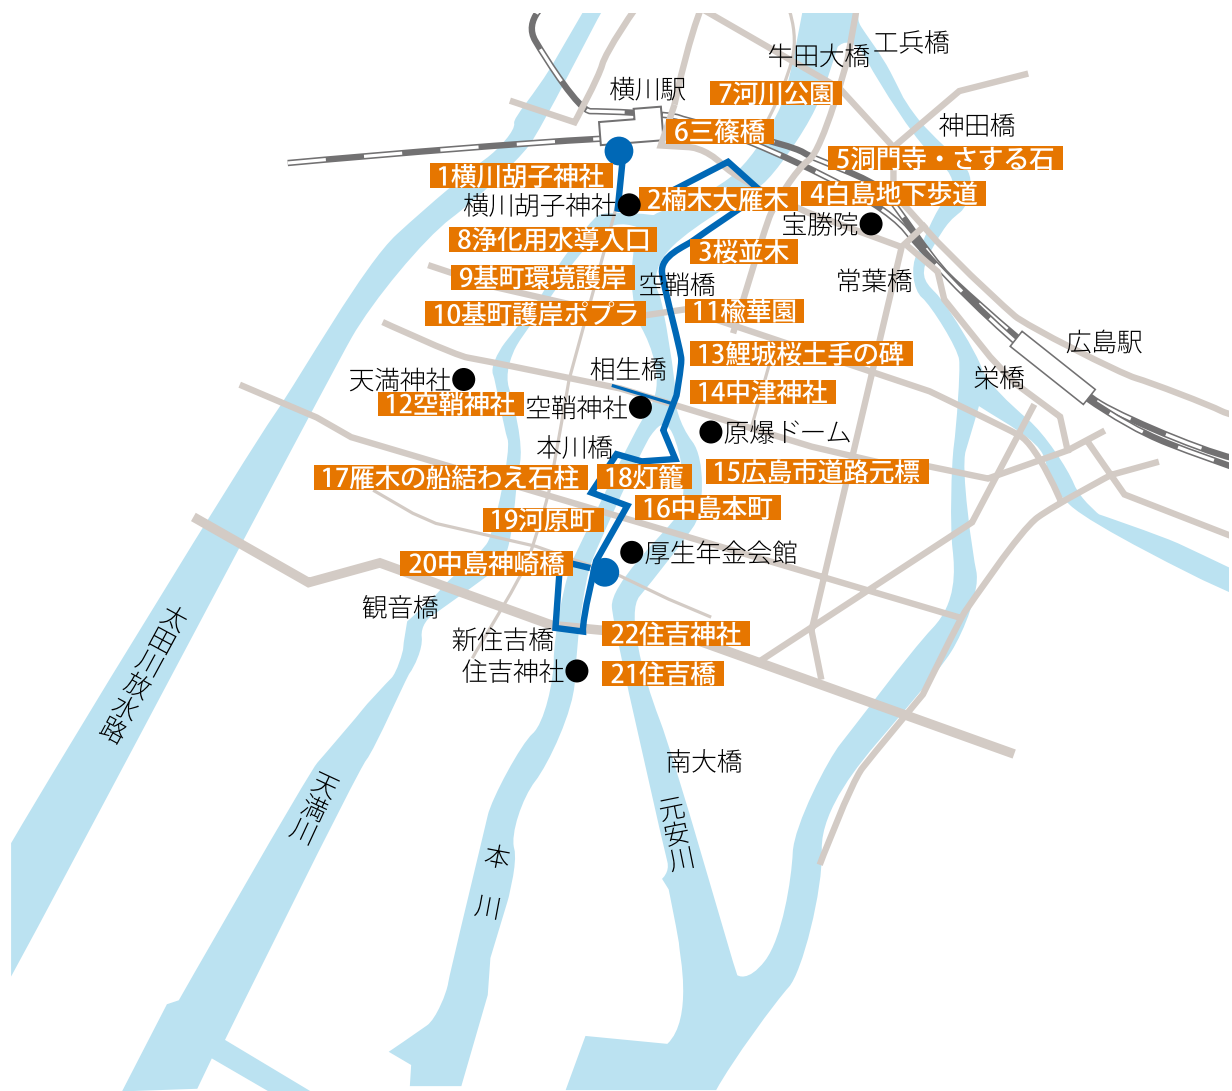 工兵橋
牛田大橋
横川駅
7河川公園
神田橋
6三篠橋
5洞門寺・さする石
1横川胡子神社
4白島地下歩道
2楠木大雁木
横川胡子神社
宝勝院
8浄化用水導入口
3桜並木
9基町環境護岸
空鞘橋
常葉橋
10基町護岸ポプラ
11楡華園
広島駅
13鯉城桜土手の碑
相生橋
天満神社
栄橋
14中津神社
12空鞘神社
空鞘神社
原爆ドーム
本川橋
15広島市道路元標
17雁木の船結わえ石柱
18灯籠
16中島本町
19河原町
厚生年金会館
20中島神崎橋
観音橋
太田川放水路
22住吉神社
新住吉橋
住吉神社
21住吉橋
南大橋
天満川
元安川
本川